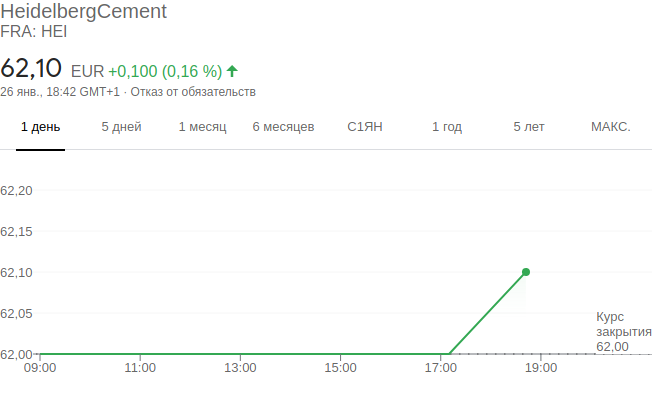 HeidelbergCement
FRA: HEI
62,10 EUR +0,100 (0,16 %)
26 янв., 18:42 GMT+1 · Отказ от обязательств
1 день 5 дней 1 месяц 6 месяцев С1ЯН 1 год 5 лет МАКС.
62,20
62,15
62,10
62,05
Курс
закрытия
62,00
62,00
09:00 11:00 13:00 15:00 17:00 19:00